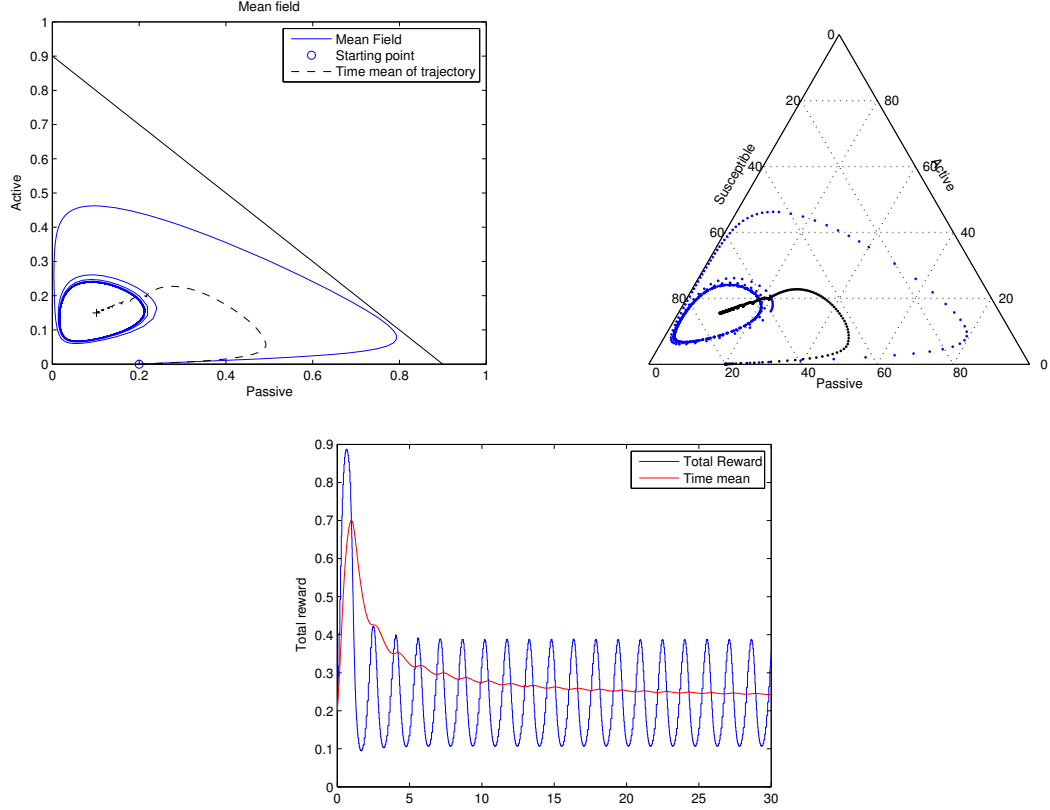 Mean field
1
0.9
0.8
0.7
0.6
0.5
0.4
0.3
0.2
0.1
0
Active
Mean Field
Starting point
Time mean of trajectory
0 0.2 0.4 0.6 0.8 1
Passive
0
20 80
40 60
60 40
80 20
0
Susceptible
Active
0 20 40 60 80
Passive
0.9
0.8
0.7
0.6
0.5
0.4
0.3
0.2
0.1
0
Total reward
Total Reward
Time mean
0 5 10 15 20 25 30